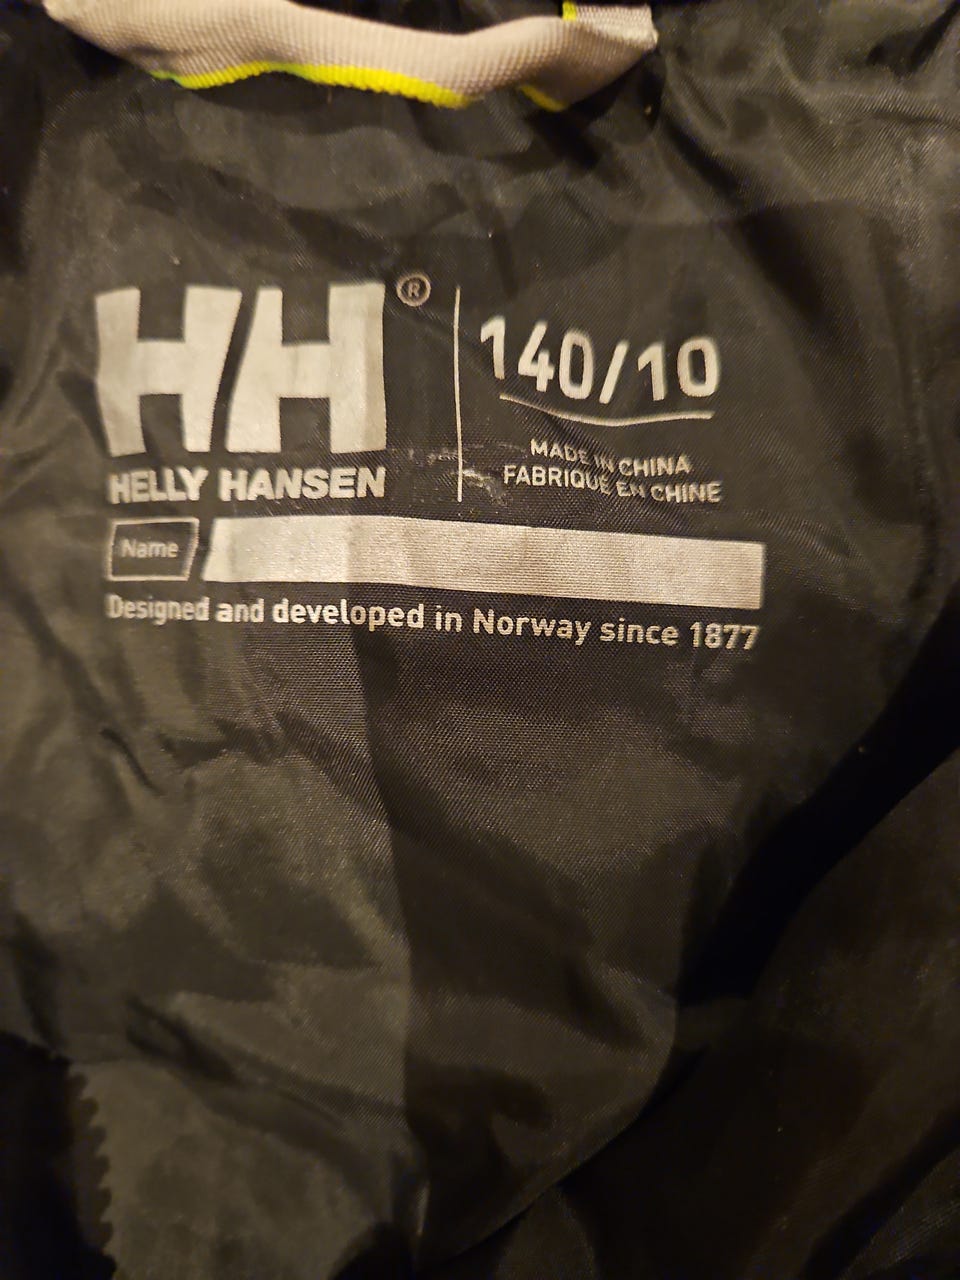 HH®
HELLY HANSEN
140/10
MADE IN CHINA
FABRIQUÉ EN CHINE
Name
Designed and developed in Norway since 1877